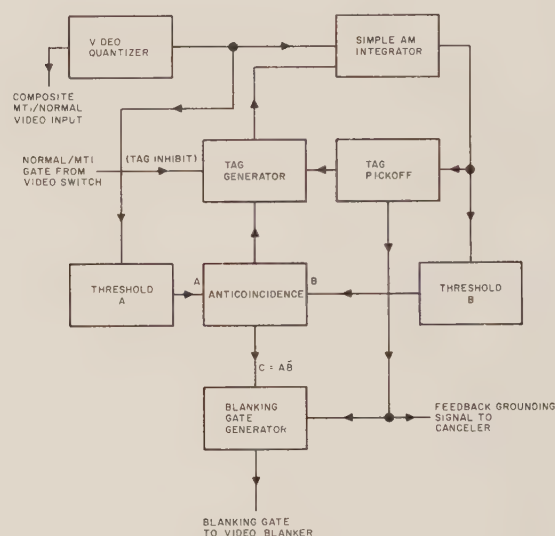 VIDEO
QUANTIZER
SIMPLE AM
INTEGRATOR
COMPOSITE
MTI/NORMAL
VIDEO INPUT
NORMAL/MTI
GATE FROM
VIDEO SWITCH
(TAG INHIBIT)
TAG
GENERATOR
TAG
PICKOFF
THRESHOLD
A
A
ANTICOINCIDENCE
B
THRESHOLD
B
C = AB̄
BLANKING
GATE
GENERATOR
FEEDBACK GROUNDING
SIGNAL TO
CANCELER
BLANKING GATE
TO VIDEO BLANKER